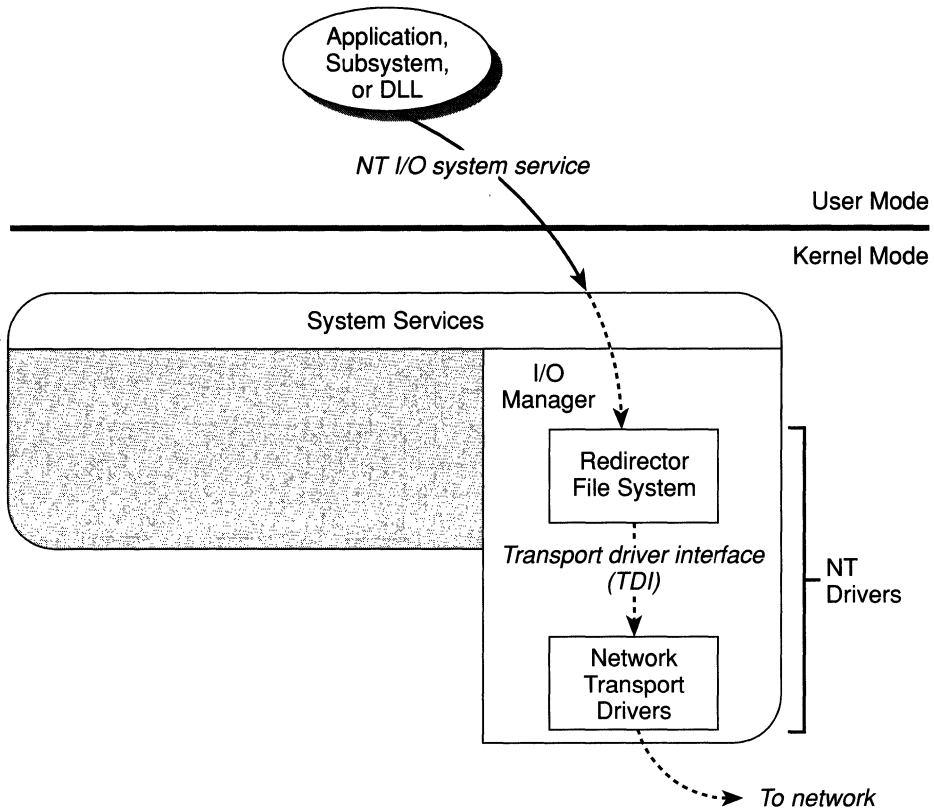 Application,
Subsystem,
or DLL
NT I/O system service
User Mode
Kernel Mode
System Services
I/O
Manager
Redirector
File System
Transport driver interface
(TDI)
NT
Drivers
Network
Transport
Drivers
To network